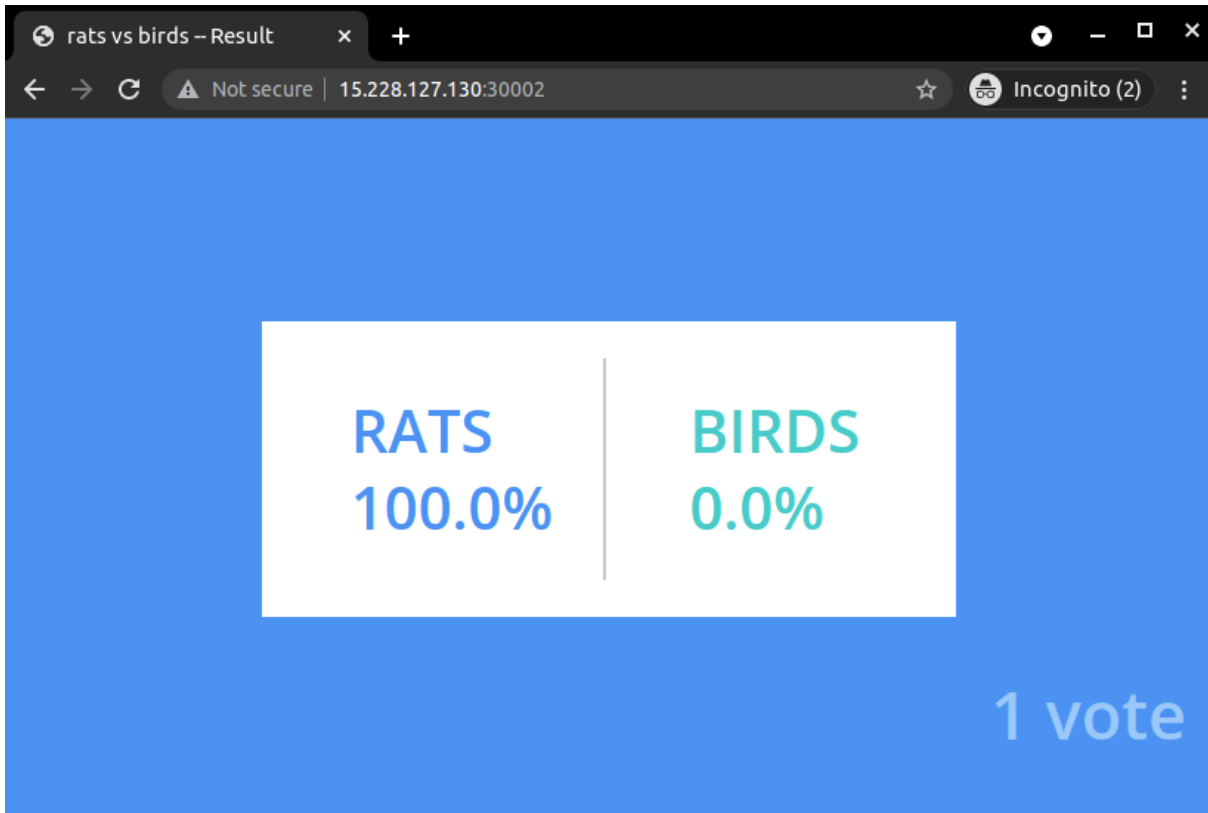 rats vs birds -- Result
Not secure | 15.228.127.130:30002
Incognito (2)
RATS
100.0%
BIRDS
0.0%
1 vote